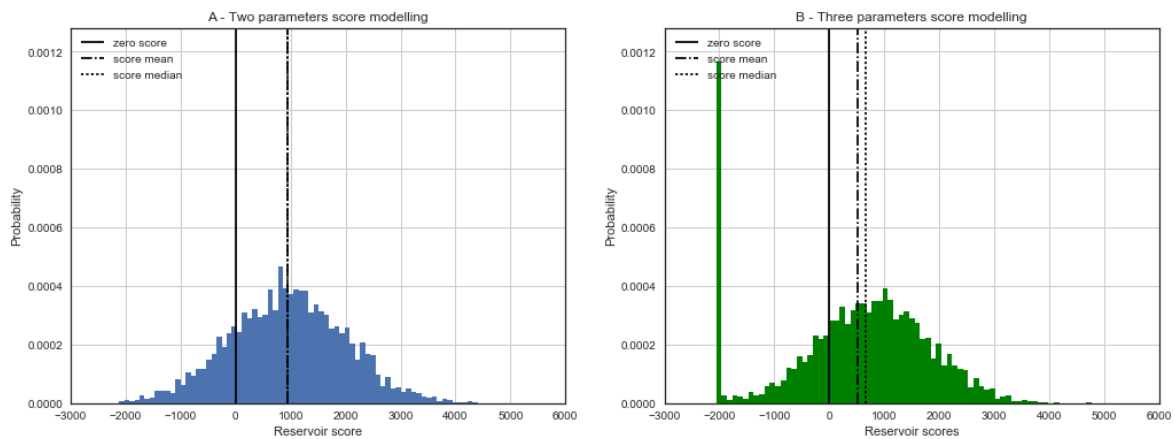 A - Two parameters score modelling
zero score
score mean
score median
0.0012
0.0010
0.0008
0.0006
0.0004
0.0002
0.0000
Probability
−3000 −2000 −1000 0 1000 2000 3000 4000 5000 6000
Reservoir score
B - Three parameters score modelling
zero score
score mean
score median
0.0012
0.0010
0.0008
0.0006
0.0004
0.0002
0.0000
Probability
−3000 −2000 −1000 0 1000 2000 3000 4000 5000 6000
Reservoir scores